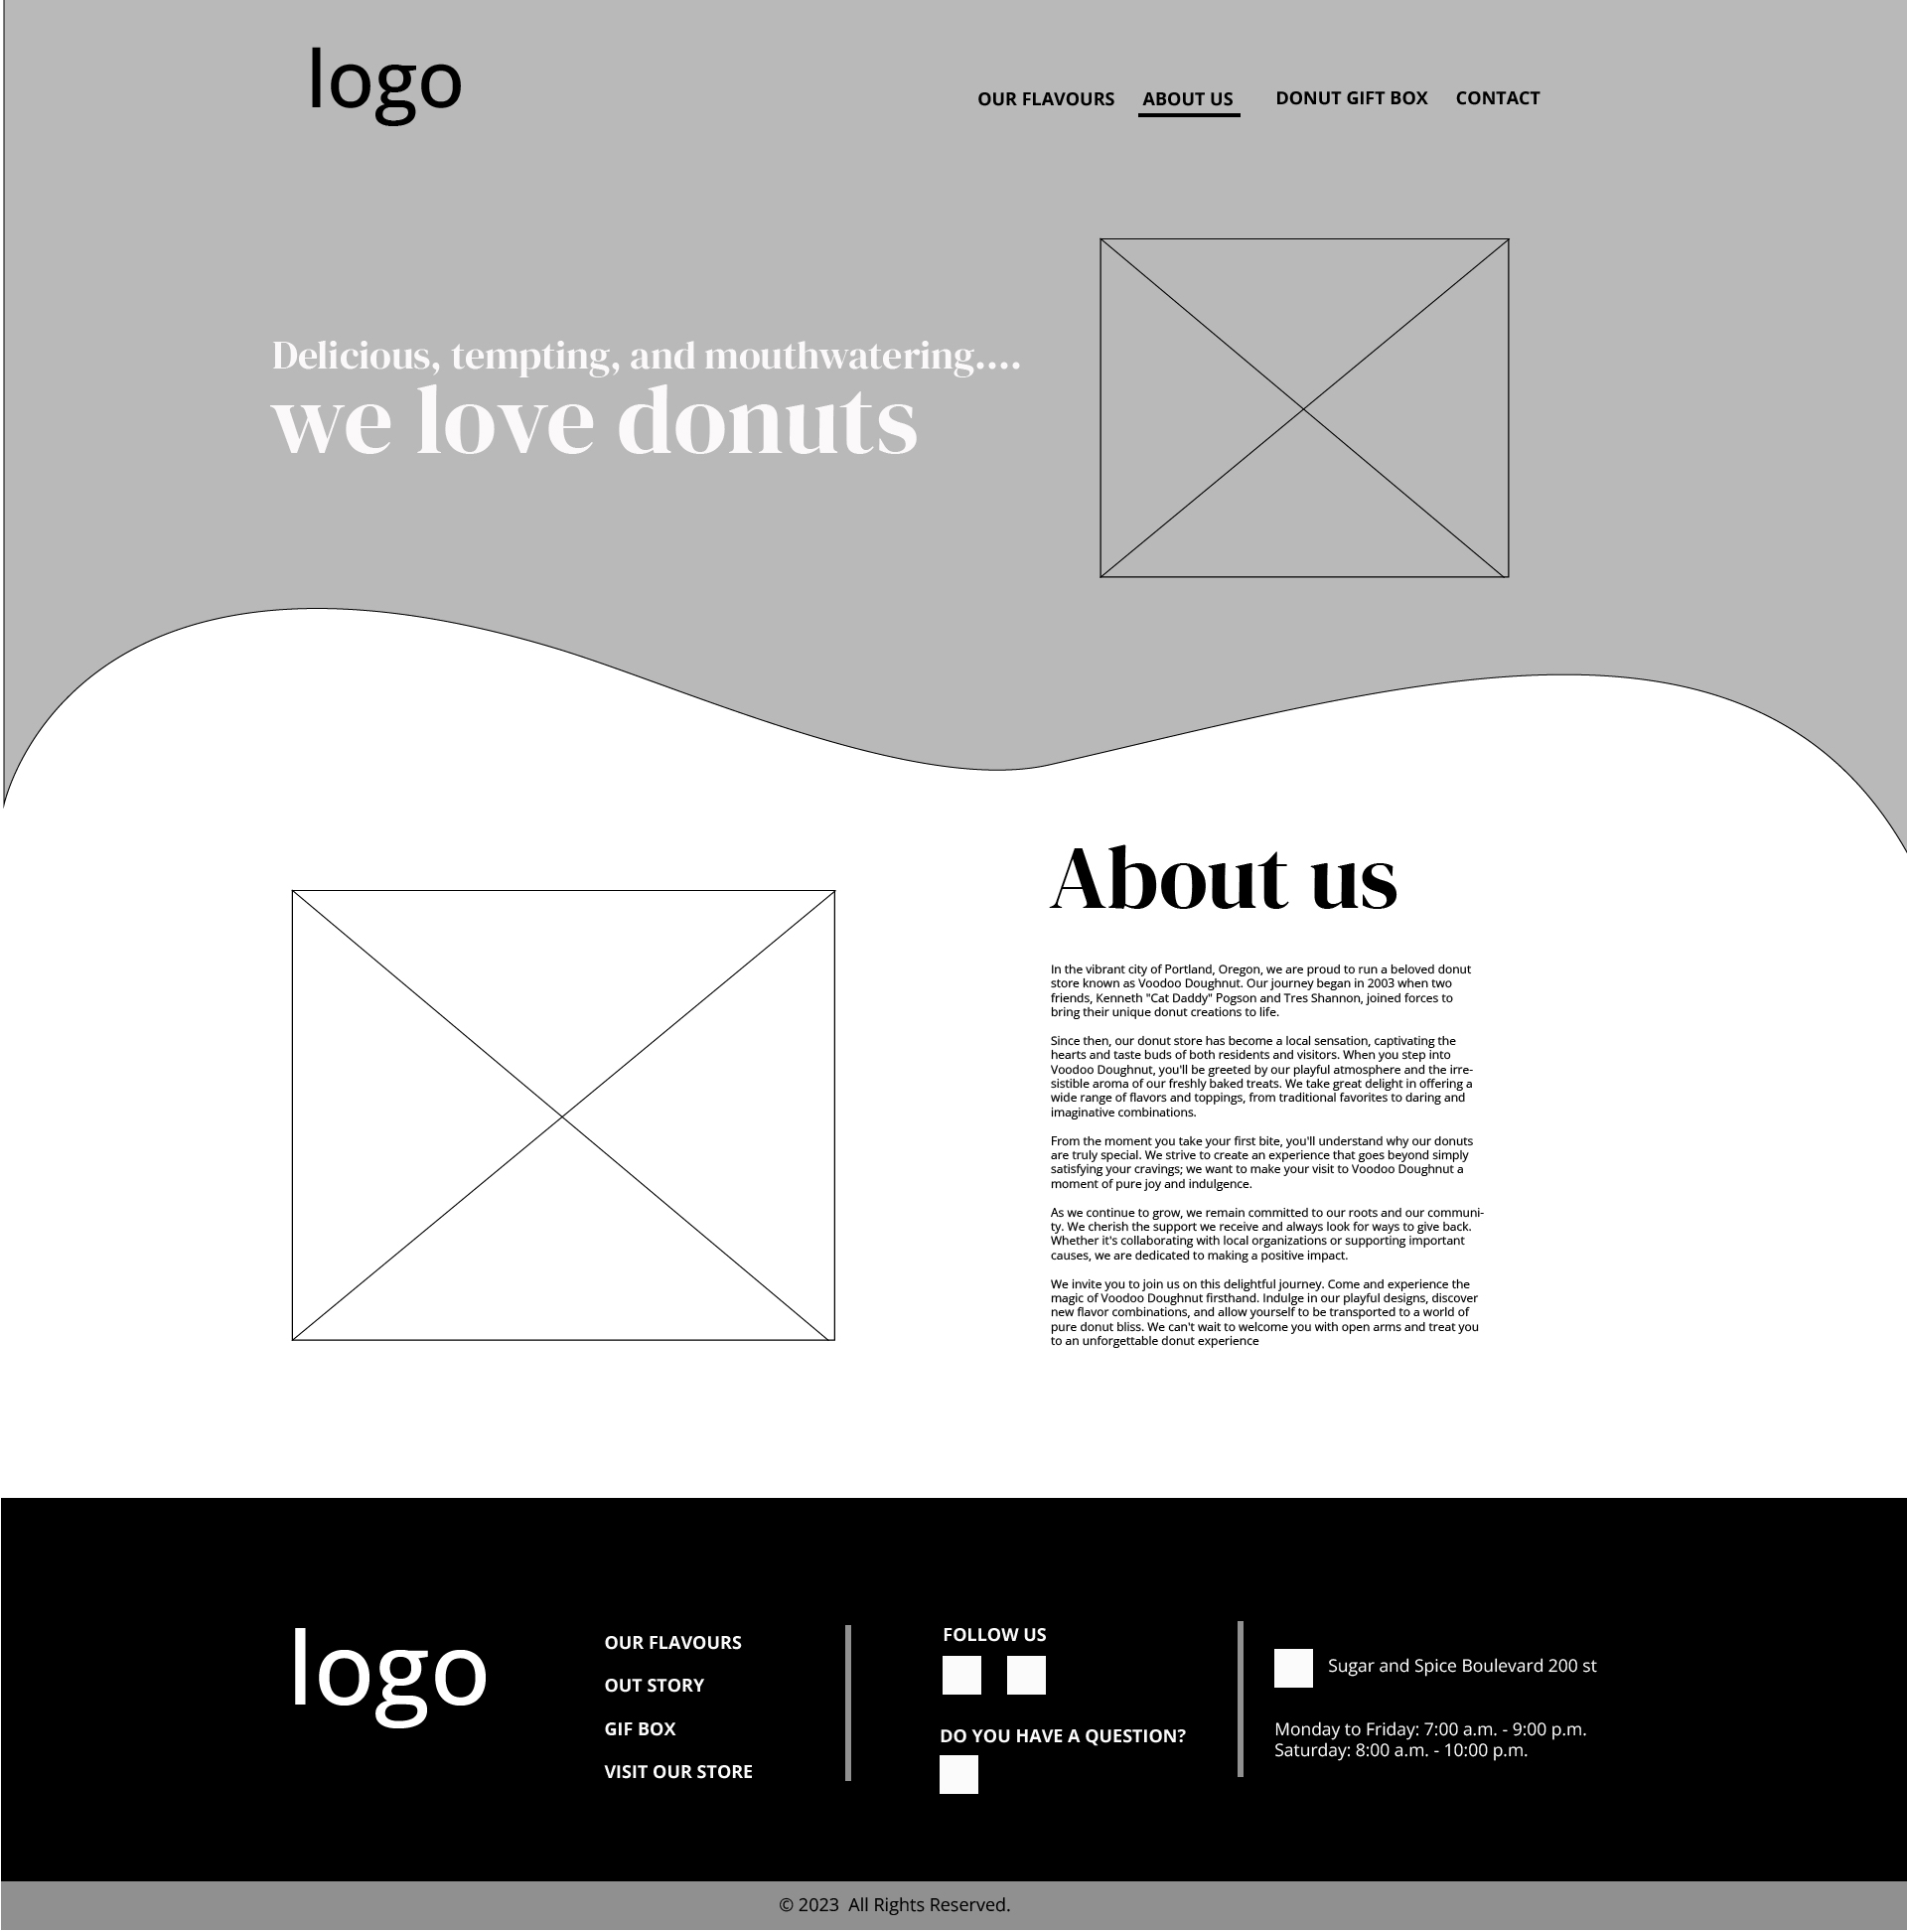 logo
OUR FLAVOURS ABOUT US DONUT GIFT BOX CONTACT
Delicious, tempting, and mouthwatering....
we love donuts
About us
In the vibrant city of Portland, Oregon, we are proud to run a beloved donut
store known as Voodoo Doughnut. Our journey began in 2003 when two
friends, Kenneth "Cat Daddy" Pogson and Tres Shannon, joined forces to
bring their unique donut creations to life.
Since then, our donut store has become a local sensation, captivating the
hearts and taste buds of both residents and visitors. When you step into
Voodoo Doughnut, you'll be greeted by our playful atmosphere and the irre-
sistible aroma of our freshly baked treats. We take great delight in offering a
wide range of flavors and toppings, from traditional favorites to daring and
imaginative combinations.
From the moment you take your first bite, you'll understand why our donuts
are truly special. We strive to create an experience that goes beyond simply
satisfying your cravings; we want to make your visit to Voodoo Doughnut a
moment of pure joy and indulgence.
As we continue to grow, we remain committed to our roots and our communi-
ty. We cherish the support we receive and always look for ways to give back.
Whether it's collaborating with local organizations or supporting important
causes, we are dedicated to making a positive impact.
We invite you to join us on this delightful journey. Come and experience the
magic of Voodoo Doughnut firsthand. Indulge in our playful designs, discover
new flavor combinations, and allow yourself to be transported to a world of
pure donut bliss. We can't wait to welcome you with open arms and treat you
to an unforgettable donut experience
logo
OUR FLAVOURS
OUT STORY
GIF BOX
VISIT OUR STORE
FOLLOW US
DO YOU HAVE A QUESTION?
Sugar and Spice Boulevard 200 st
Monday to Friday: 7:00 a.m. - 9:00 p.m.
Saturday: 8:00 a.m. - 10:00 p.m.
© 2023 All Rights Reserved.